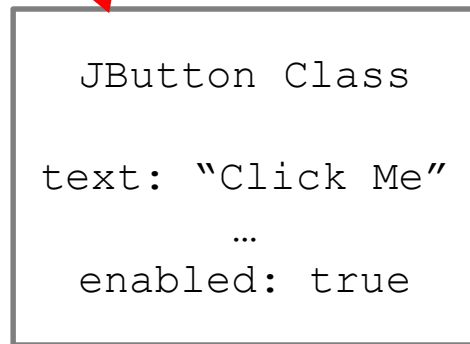 JButton Class
text: “Click Me”
…
enabled: true